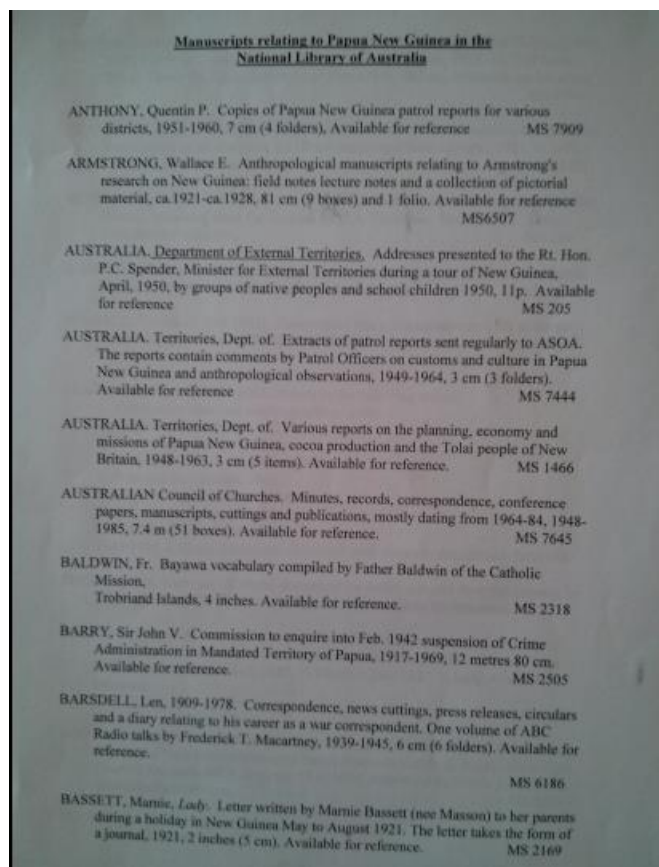 Manuscripts relating to Papua New Guinea in the
National Library of Australia
ANTHONY, Quentin P. Copies of Papua New Guinea patrol reports for various
districts, 1951-1960, 7 cm (4 folders), Available for reference MS 7909
ARMSTRONG, Wallace E. Anthropological manuscripts relating to Armstrong's
research on New Guinea: field notes lecture notes and a collection of pictorial
material, ca.1921-ca.1928, 81 cm (9 boxes) and 1 folio. Available for reference
MS6507
AUSTRALIA. Department of External Territories. Addresses presented to the Rt. Hon.
P.C. Spender, Minister for External Territories during a tour of New Guinea,
April, 1950, by groups of native peoples and school children 1950, 11p. Available
for reference MS 205
AUSTRALIA. Territories, Dept. of. Extracts of patrol reports sent regularly to ASOA.
The reports contain comments by Patrol Officers on customs and culture in Papua
New Guinea and anthropological observations, 1949-1964, 3 cm (3 folders).
Available for reference MS 7444
AUSTRALIA. Territories, Dept. of. Various reports on the planning, economy and
missions of Papua New Guinea, cocoa production and the Tolai people of New
Britain, 1948-1963, 3 cm (5 items). Available for reference. MS 1466
AUSTRALIAN Council of Churches. Minutes, records, correspondence, conference
papers, manuscripts, cuttings and publications, mostly dating from 1964-84, 1948-
1985, 7.4 m (51 boxes). Available for reference. MS 7645
BALDWIN, Fr. Bayawa vocabulary compiled by Father Baldwin of the Catholic
Mission,
Trobriand Islands, 4 inches. Available for reference. MS 2318
BARRY, Sir John V. Commission to enquire into Feb. 1942 suspension of Crime
Administration in Mandated Territory of Papua, 1917-1969, 12 metres 80 cm.
Available for reference. MS 2505
BARSDELL, Len, 1909-1978. Correspondence, news cuttings, press releases, circulars
and a diary relating to his career as a war correspondent. One volume of ABC
Radio talks by Frederick T. Macartney, 1939-1945, 6 cm (6 folders). Available for
reference.
MS 6186
BASSETT, Marnie, Lady. Letter written by Marnie Bassett (nee Masson) to her parents
during a holiday in New Guinea May to August 1921. The letter takes the form of
a journal, 1921, 2 inches (5 cm). Available for reference. MS 2169